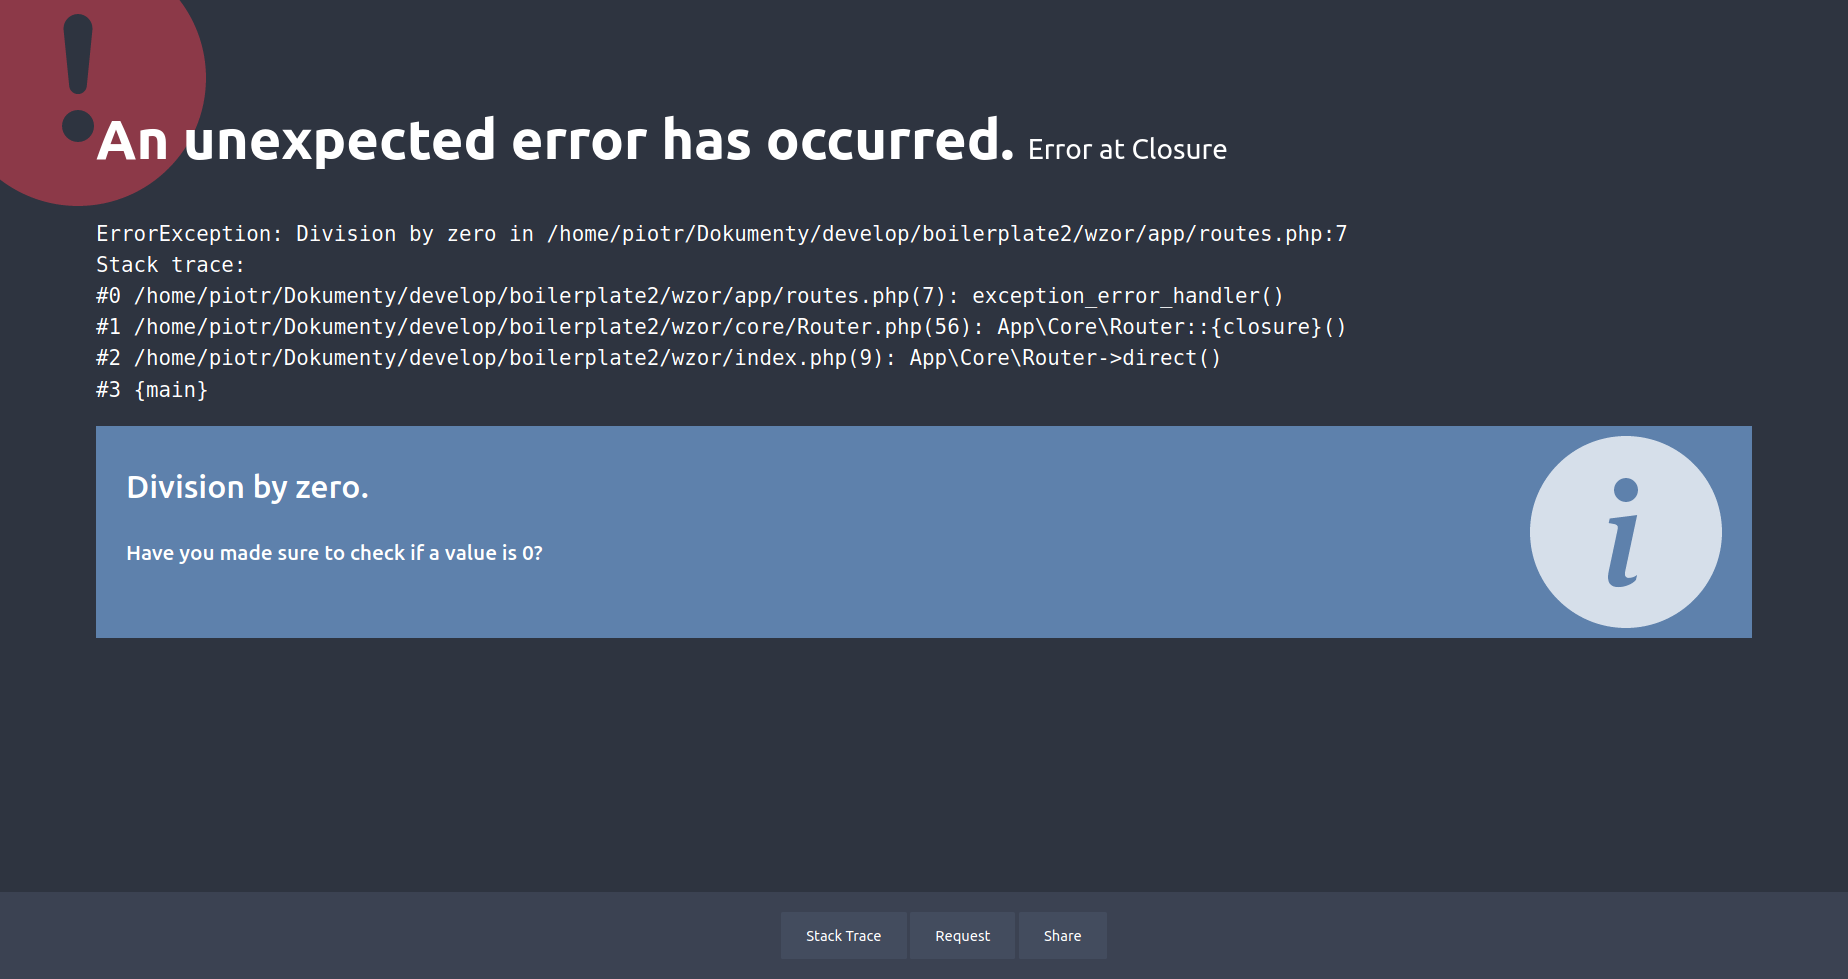 An unexpected error has occurred. Error at Closure
ErrorException: Division by zero in /home/piotr/Dokumenty/develop/boilerplate2/wzor/app/routes.php:7
Stack trace:
#0 /home/piotr/Dokumenty/develop/boilerplate2/wzor/app/routes.php(7): exception_error_handler()
#1 /home/piotr/Dokumenty/develop/boilerplate2/wzor/core/Router.php(56): App\Core\Router::{closure}()
#2 /home/piotr/Dokumenty/develop/boilerplate2/wzor/index.php(9): App\Core\Router->direct()
#3 {main}
Division by zero.
Have you made sure to check if a value is 0?
Stack Trace Request Share